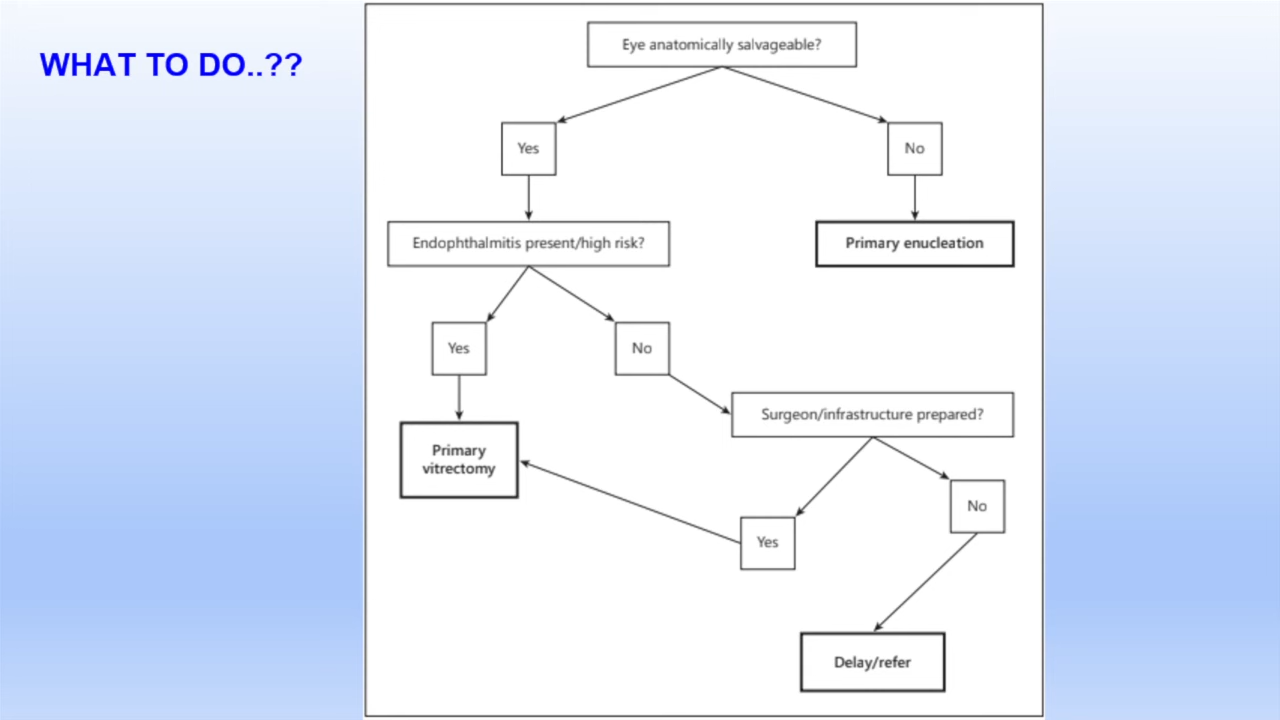 WHAT TO DO..??
Eye anatomically salvageable?
Yes
No
Endophthalmitis present/high risk?
Primary enucleation
Yes
No
Surgeon/infrastructure prepared?
Primary
vitrectomy
No
Yes
Delay/refer